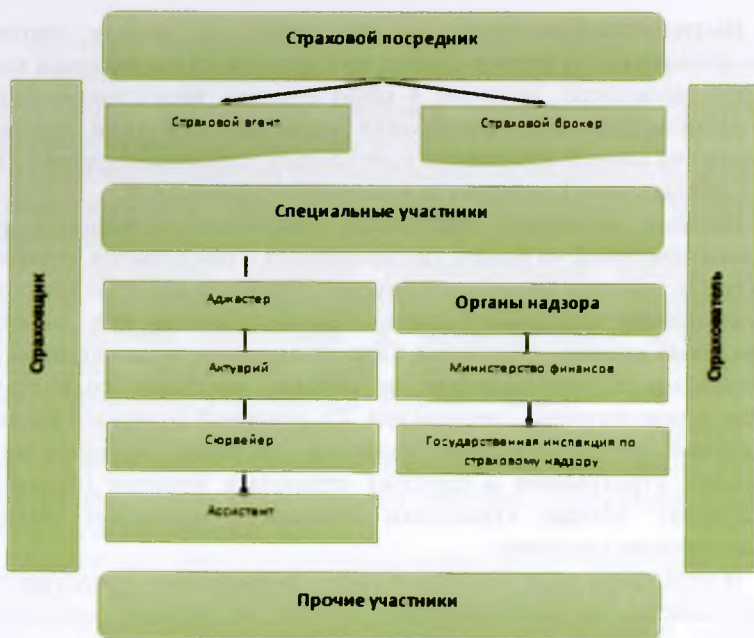 Страховой посредник
Страховой агент
Страховой брокер
Специальные участники
Страховщик
Страхователь
Аджастер
Органы надзора
Актуарий
Министерство финансов
Сюрвейер
Государственная инспекция по
страховому надзору
Ассистент
Прочие участники